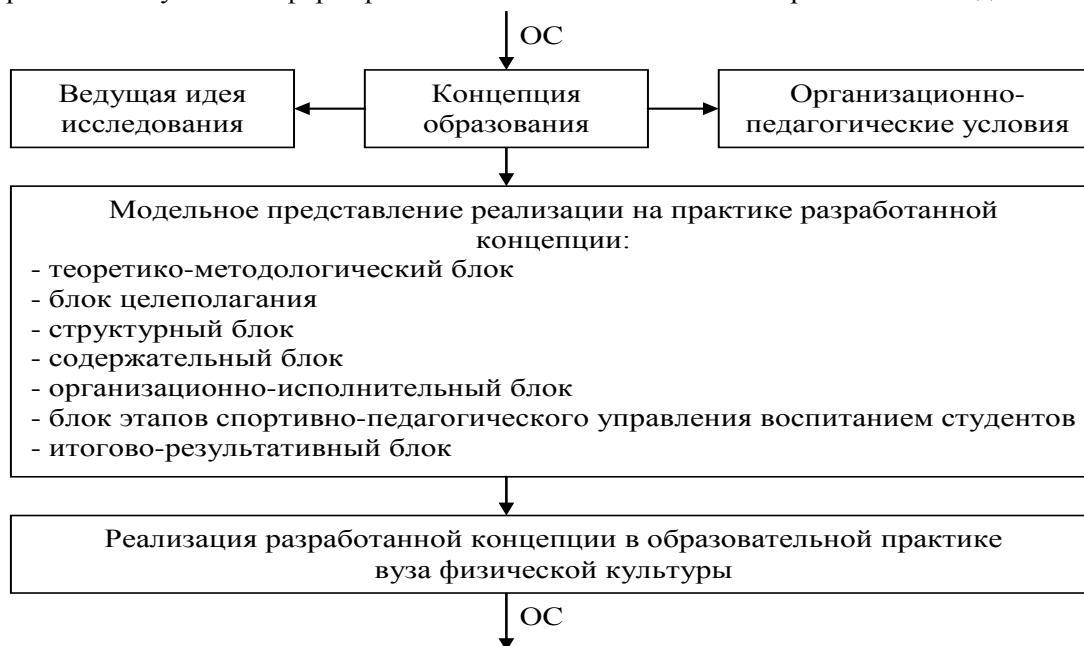 ОС
Ведущая идея
исследования
Концепция
образования
Организационно-
педагогические условия
Модельное представление реализации на практике разработанной
концепции:
- теоретико-методологический блок
- блок целеполагания
- структурный блок
- содержательный блок
- организационно-исполнительный блок
- блок этапов спортивно-педагогического управления воспитанием студентов
- итогово-результативный блок
Реализация разработанной концепции в образовательной практике
вуза физической культуры
ОС